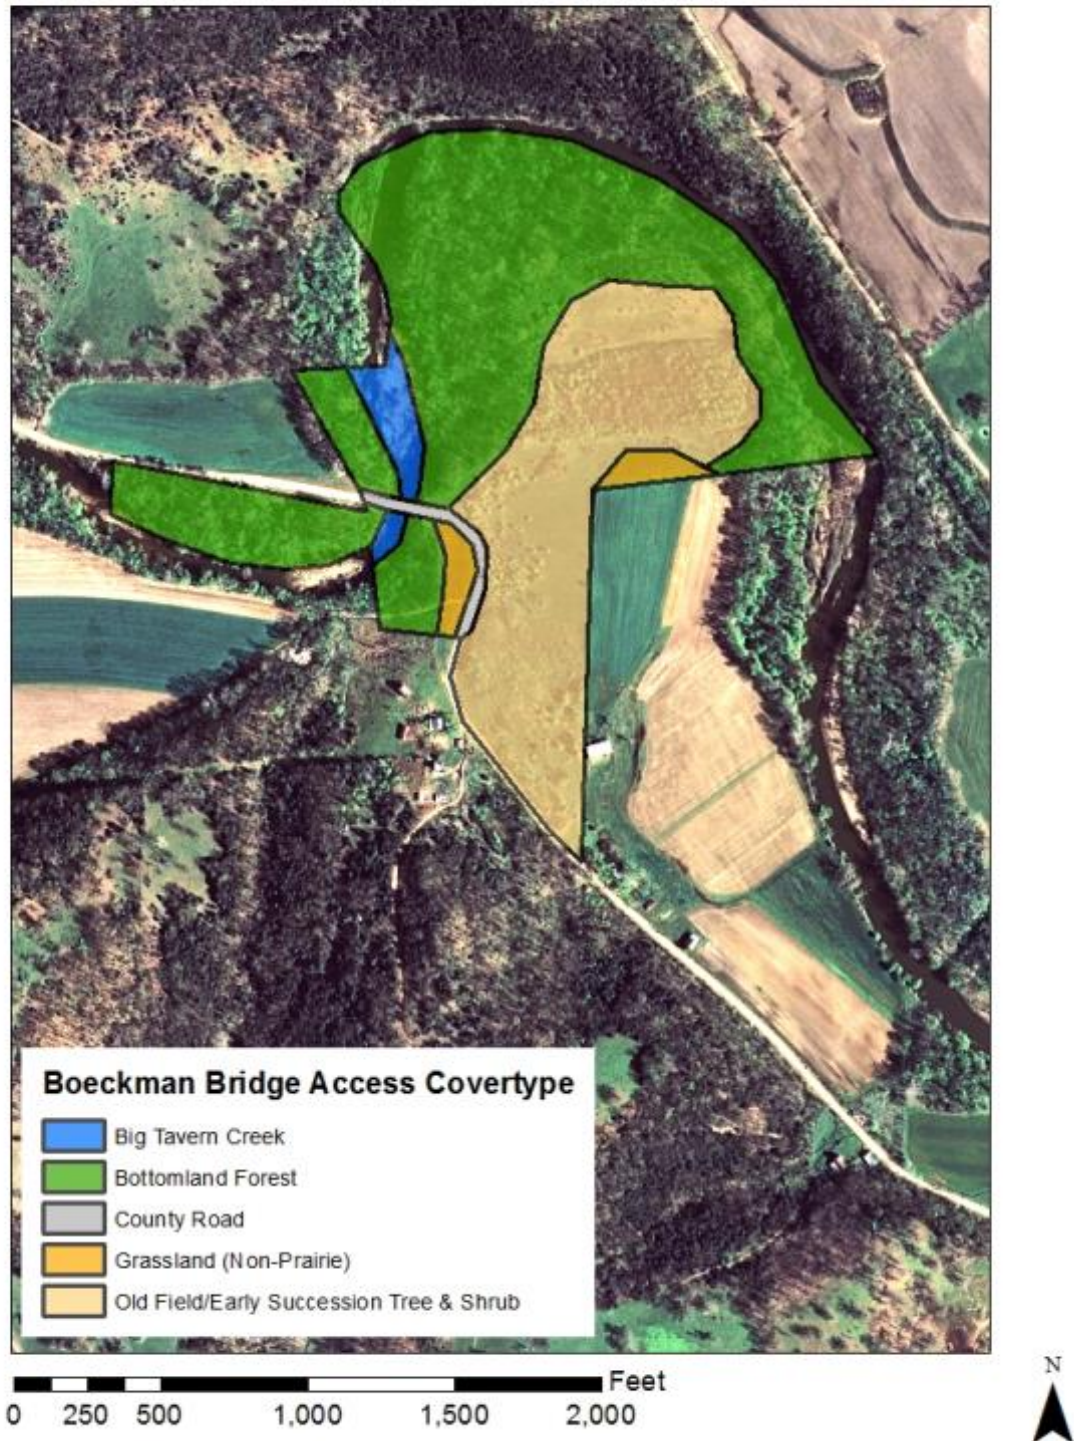 Boeckman Bridge Access Covertype
Big Tavern Creek
Bottomland Forest
County Road
Grassland (Non-Prairie)
Old Field/Early Succession Tree & Shrub
Feet
0 250 500 1,000 1,500 2,000
N